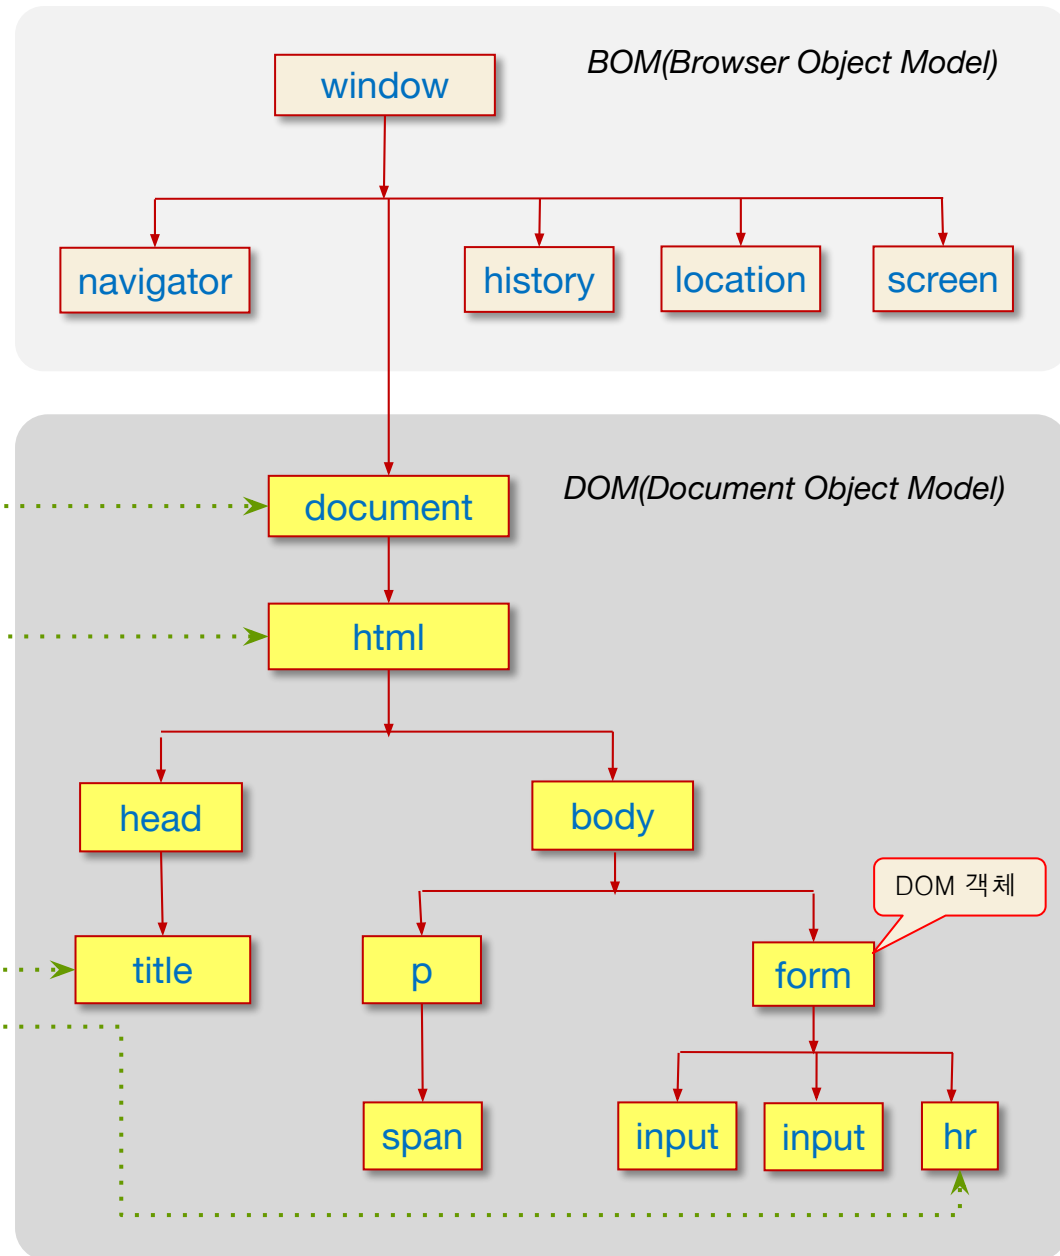 BOM(Browser Object Model)
window
navigator
history
location
screen
DOM(Document Object Model)
document
html
head
body
DOM 객체
title
p
form
span
input
input
hr